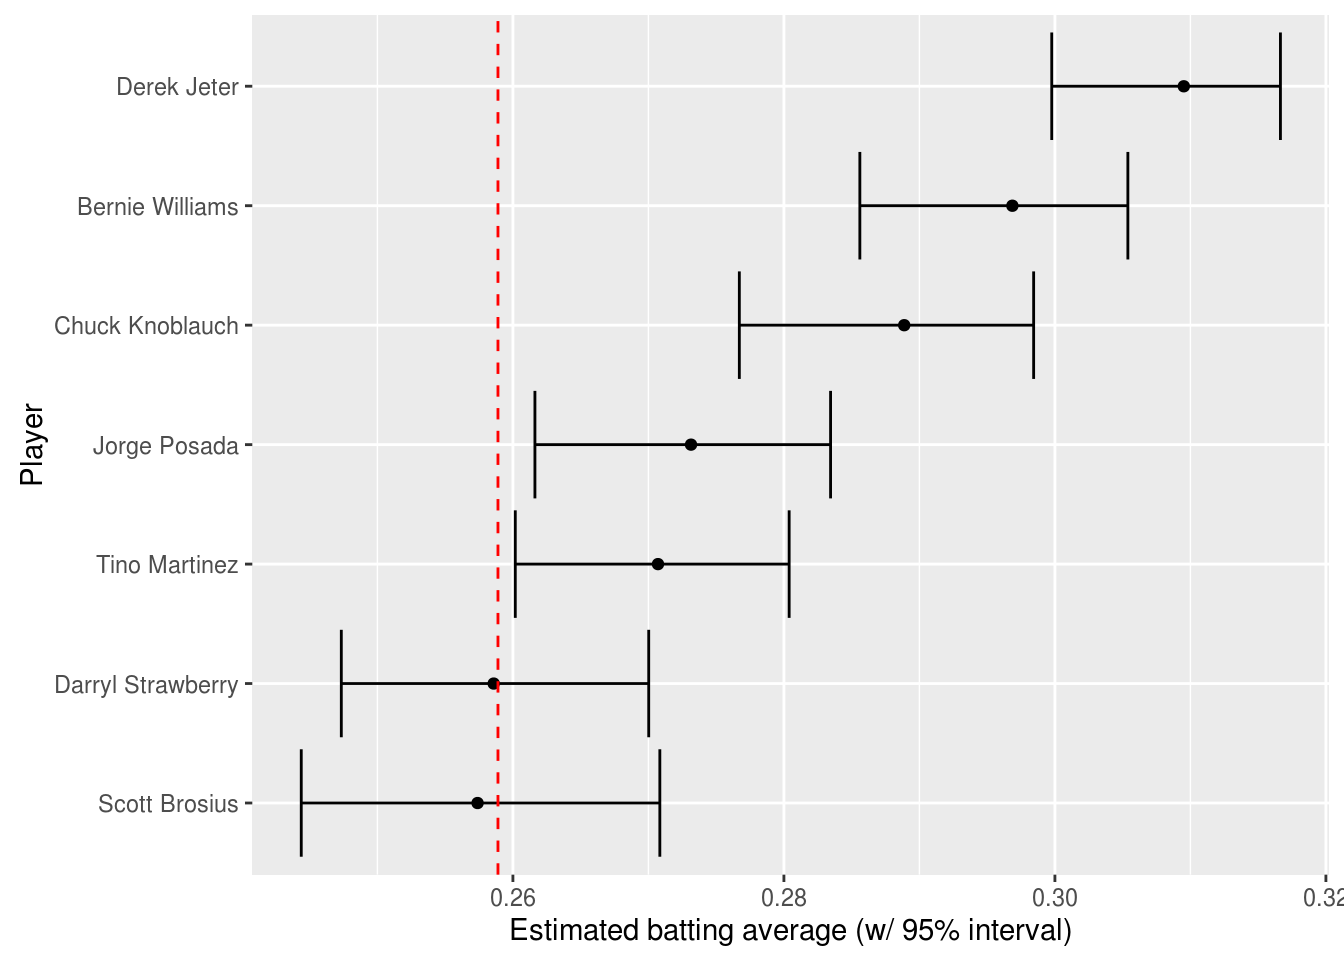 Derek Jeter
Bernie Williams
Chuck Knoblauch
Jorge Posada
Tino Martinez
Darryl Strawberry
Scott Brosius
Player
0.26 0.28 0.30 0.32
Estimated batting average (w/ 95% interval)